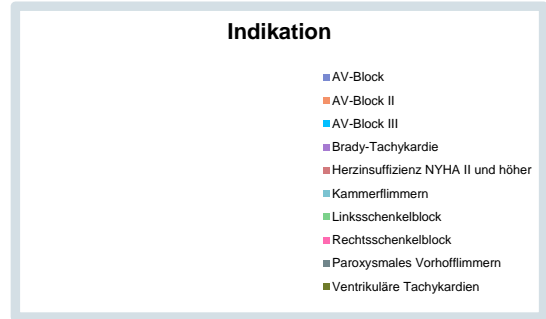 Indikation
AV-Block
AV-Block II
AV-Block III
Brady-Tachykardie
Herzinsuffizienz NYHA II und höher
Kammerflimmern
Linksschenkelblock
Rechtsschenkelblock
Paroxysmales Vorhofflimmern
Ventrikuläre Tachykardien